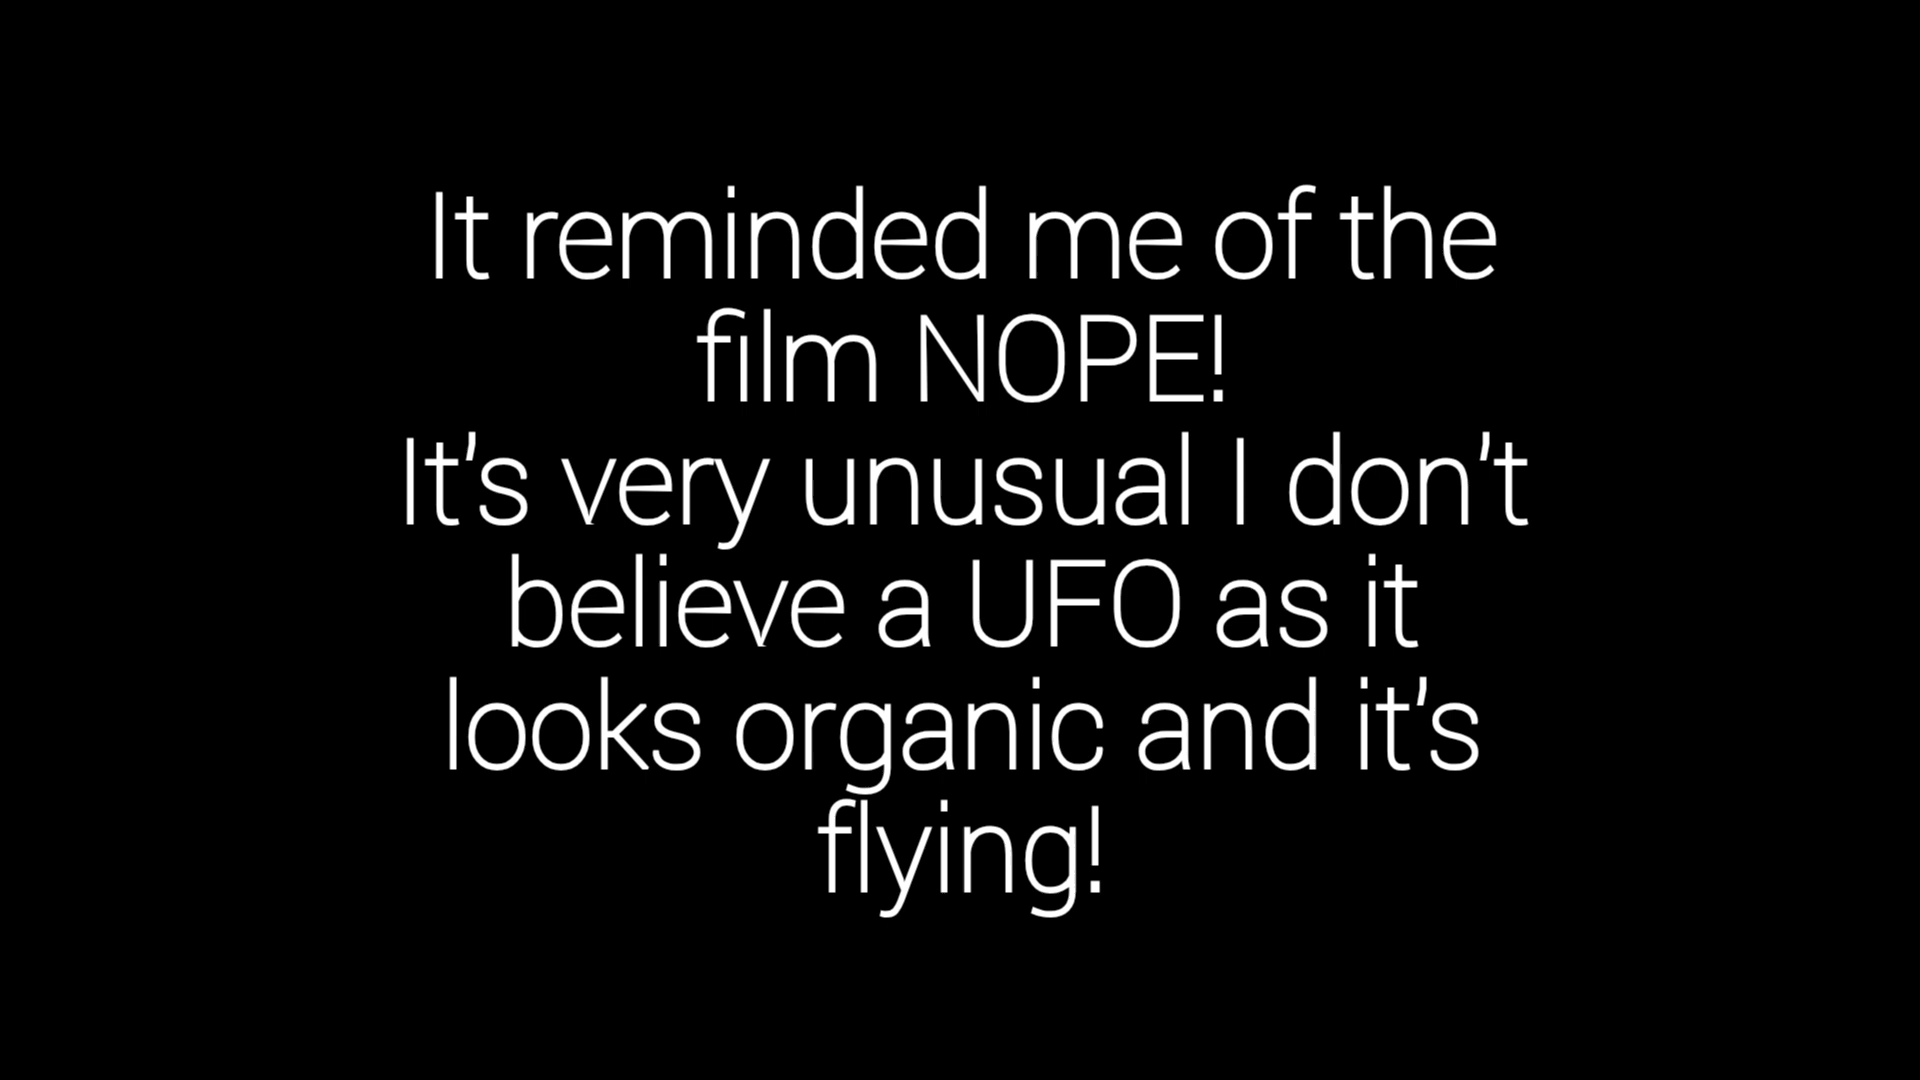 It reminded me of the
film NOPE!
It’s very unusual I don’t
believe a UFO as it
looks organic and it’s
flying!